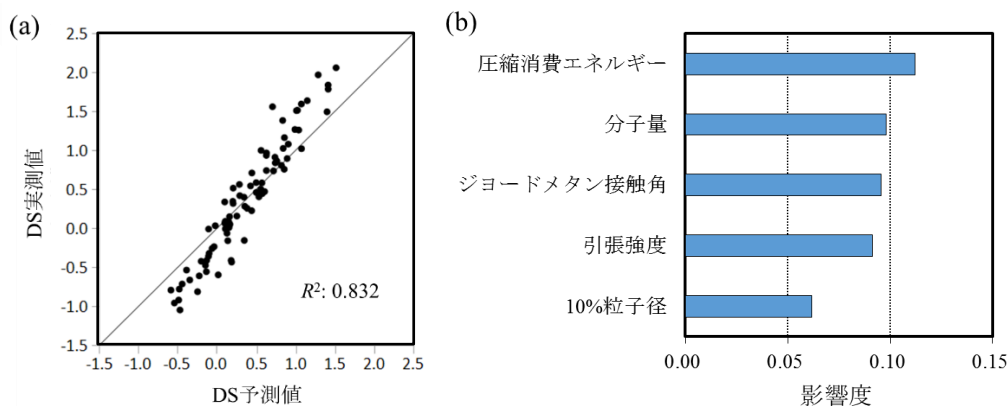 (a)
2.5
2.0
1.5
1.0
0.5
0.0
-0.5
-1.0
-1.5
DS実測値
R²: 0.832
-1.5 -1.0 -0.5 0.0 0.5 1.0 1.5 2.0 2.5
DS予測値
(b)
圧縮消費エネルギー
分子量
ジヨードメタン接触角
引張強度
10%粒子径
0.00 0.05 0.10 0.15
影響度